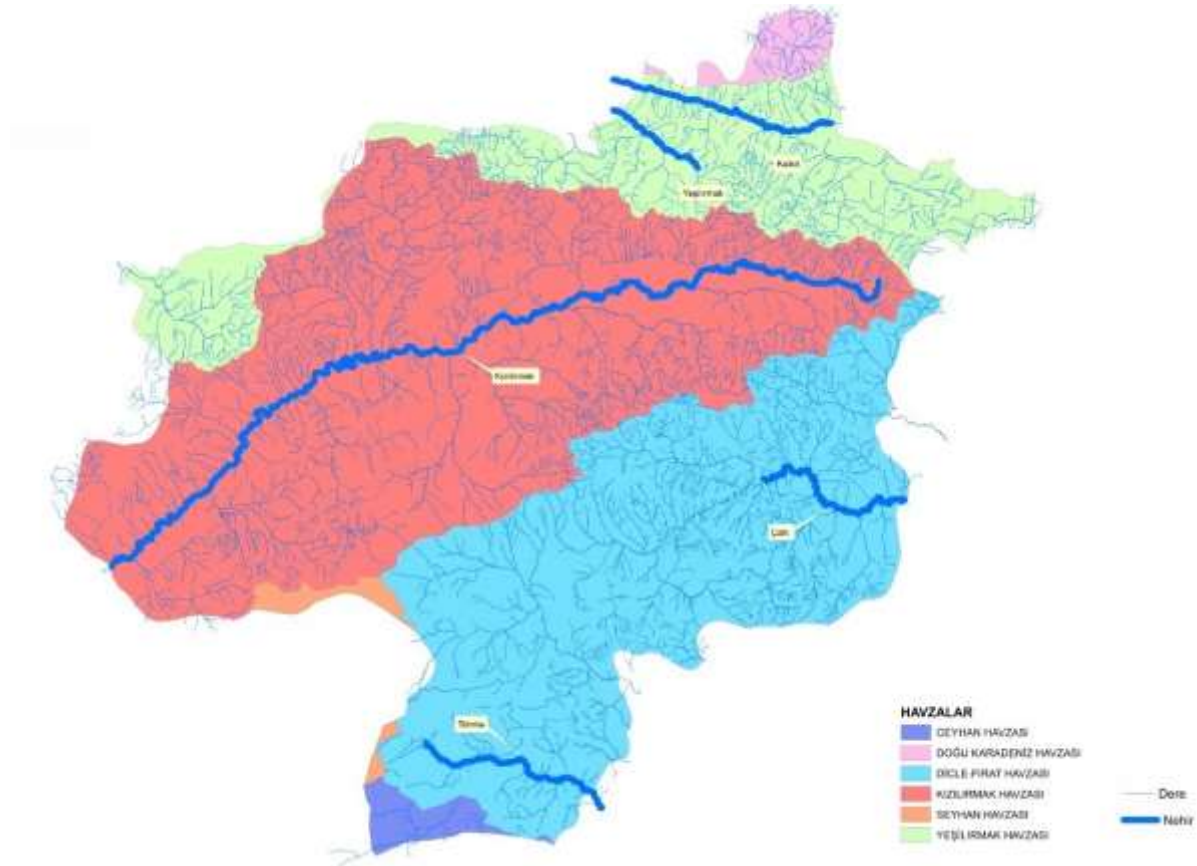 Kelkit
Yeşilırmak
Kızılırmak
Tohma
HAVZALAR
CEYHAN HAVZASI
DOĞU KARADENİZ HAVZASI
DİCLE-FIRAT HAVZASI
KIZILIRMAK HAVZASI
SEYHAN HAVZASI
YEŞİLIRMAK HAVZASI
Dere
Nehir